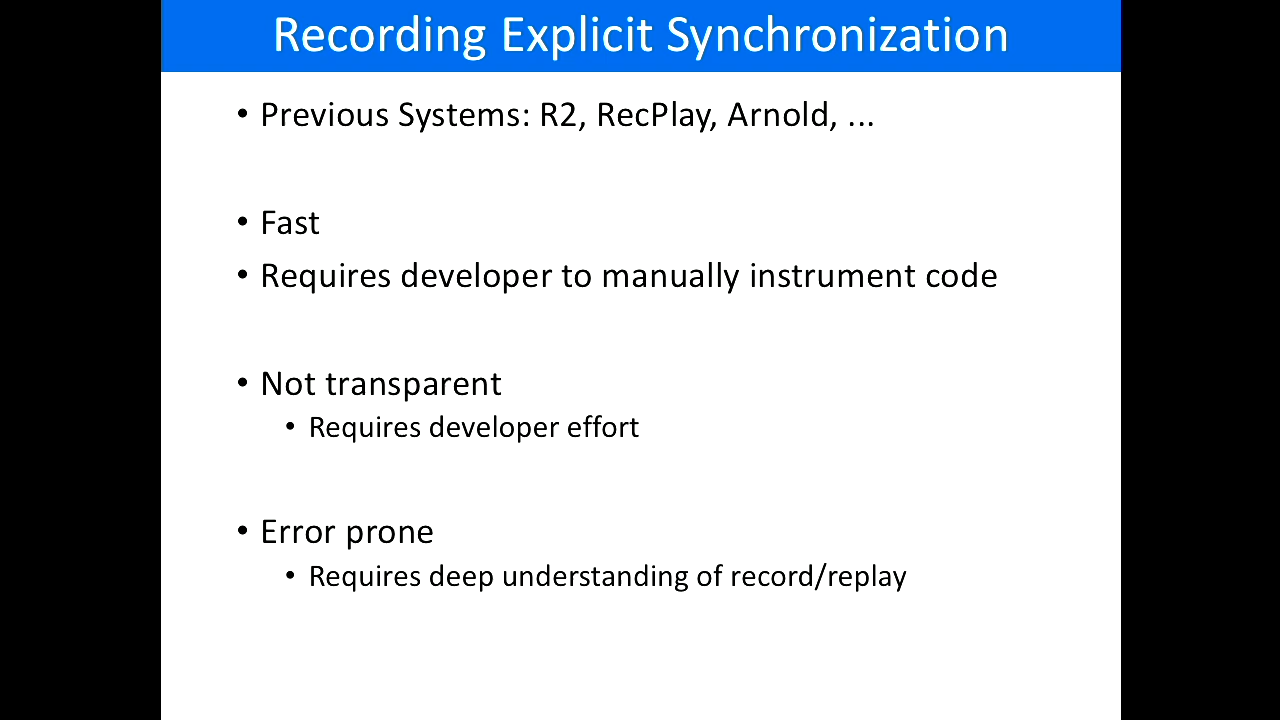 Recording Explicit Synchronization
• Previous Systems: R2, RecPlay, Arnold, ...
• Fast
• Requires developer to manually instrument code
• Not transparent
• Requires developer effort
• Error prone
• Requires deep understanding of record/replay